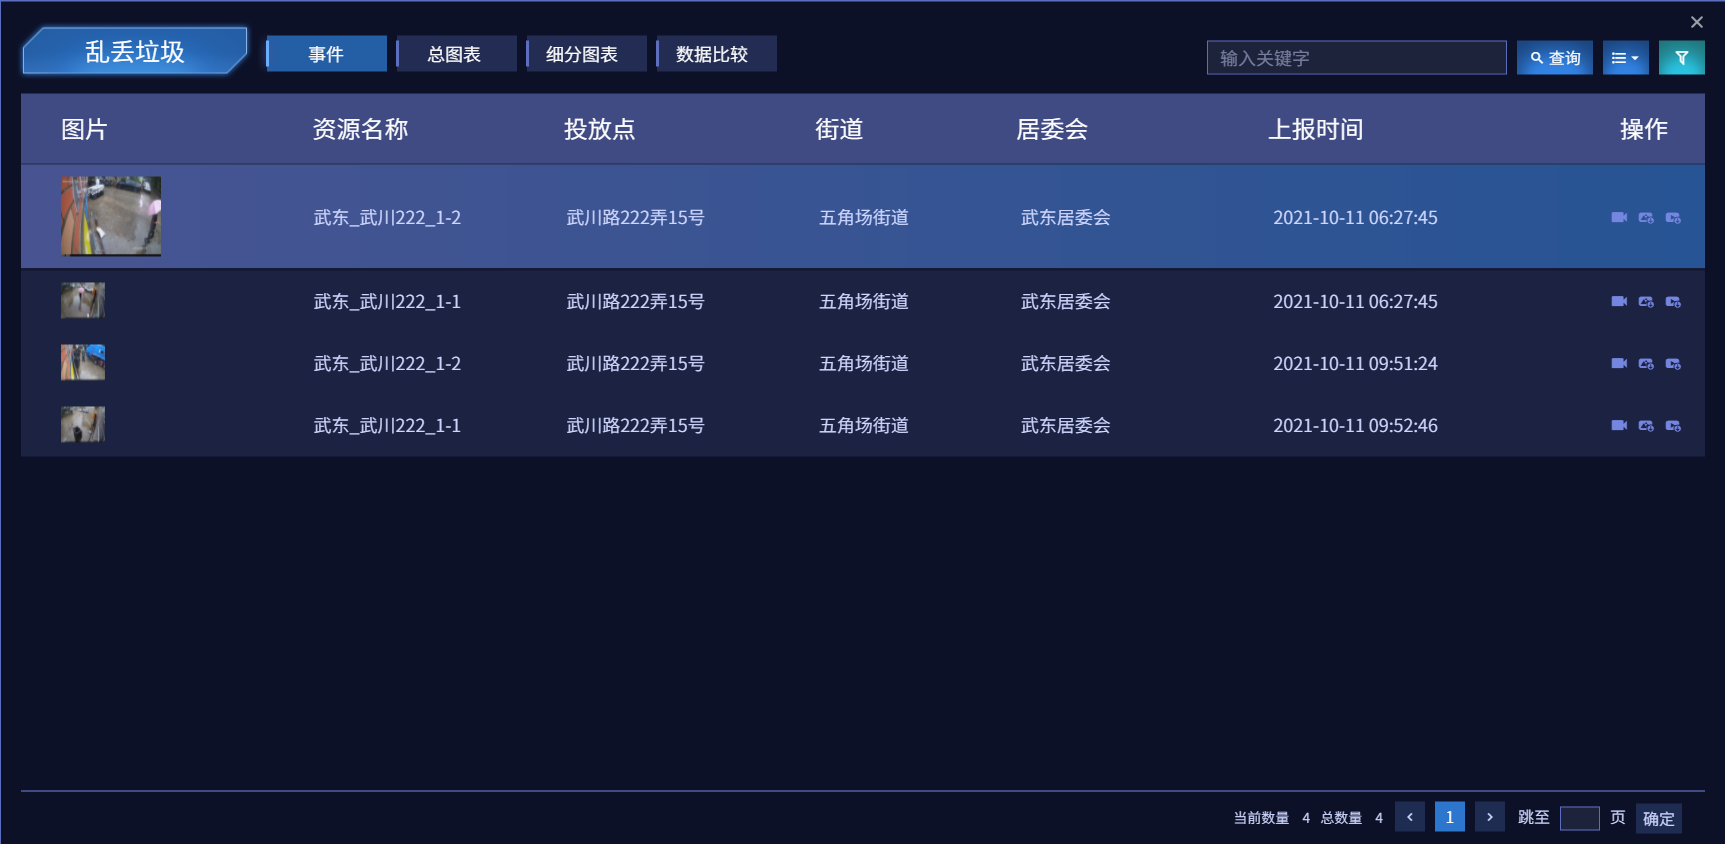 乱丢垃圾
事件
总图表
细分图表
数据比较
输入关键字
查询
图片 资源名称 投放点 街道 居委会 上报时间 操作
武东_武川222_1-2 武川路222弄15号 五角场街道 武东居委会 2021-10-11 06:27:45
武东_武川222_1-1 武川路222弄15号 五角场街道 武东居委会 2021-10-11 06:27:45
武东_武川222_1-2 武川路222弄15号 五角场街道 武东居委会 2021-10-11 09:51:24
武东_武川222_1-1 武川路222弄15号 五角场街道 武东居委会 2021-10-11 09:52:46
当前数量 4 总数量 4 1 跳至 页 确定